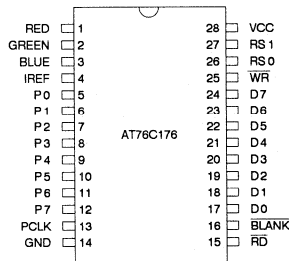 RED 1 28 VCC
GREEN 2 27 RS1
BLUE 3 26 RS0
IREF 4 25 WR
P0 5 24 D7
P1 6 23 D6
P2 7 22 D5
AT76C176
P3 8 21 D4
P4 9 20 D3
P5 10 19 D2
P6 11 18 D1
P7 12 17 D0
PCLK 13 16 BLANK
GND 14 15 RD